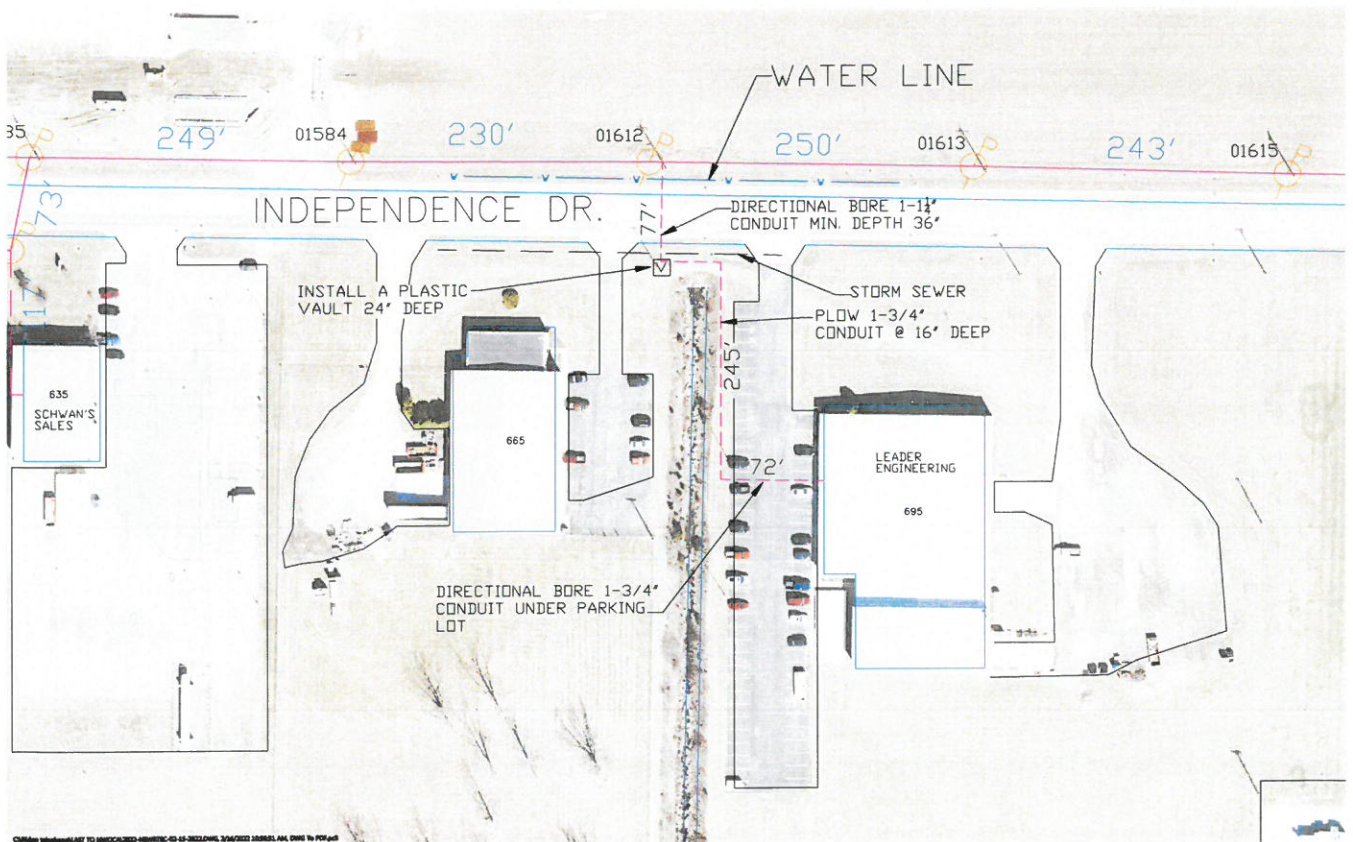 WATER LINE
35
249'
01584
230'
01612
250'
01613
243'
01615
73'
INDEPENDENCE DR.
77'
DIRECTIONAL BORE 1-1¼"
CONDUIT MIN. DEPTH 36"
INSTALL A PLASTIC
VAULT 24" DEEP
STORM SEWER
PLOW 1-3/4"
CONDUIT @ 16" DEEP
117'
245'
635
SCHWAN'S
SALES
665
72'
LEADER
ENGINEERING
695
DIRECTIONAL BORE 1-3/4"
CONDUIT UNDER PARKING
LOT